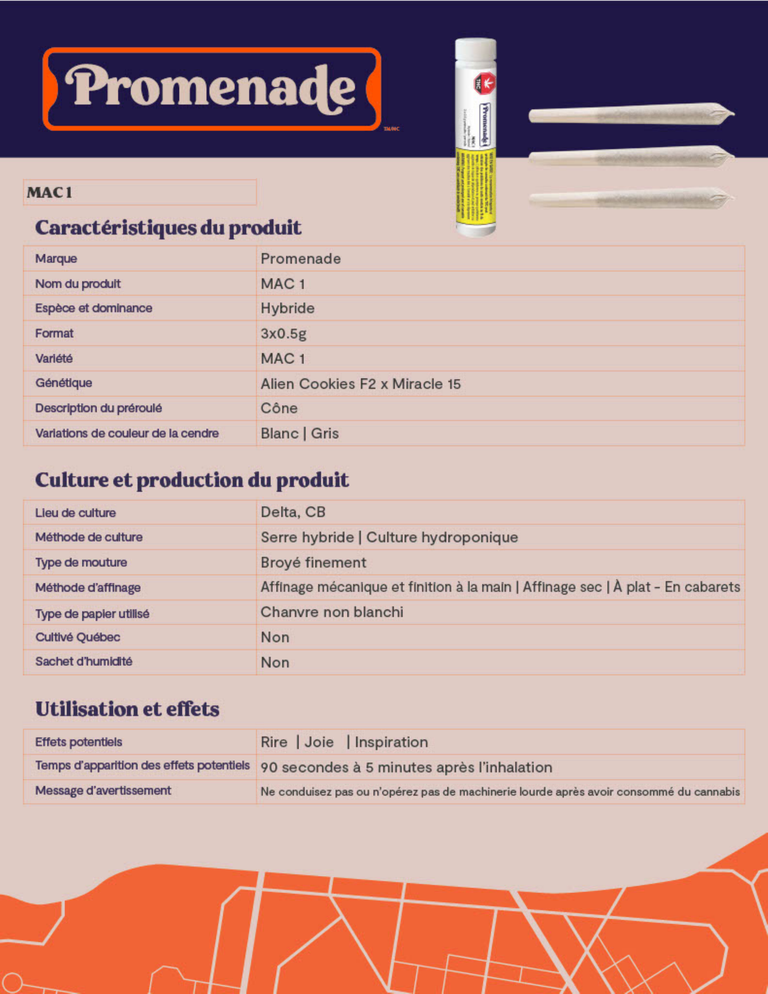 Promenade
THC
Promenade
MAC 1
Caractéristiques du produit
Marque Promenade
Nom du produit MAC 1
Espèce et dominance Hybride
Format 3x0.5g
Variété MAC 1
Génétique Alien Cookies F2 x Miracle 15
Description du préroulé Cône
Variations de couleur de la cendre Blanc | Gris
Culture et production du produit
Lieu de culture Delta, CB
Méthode de culture Serre hybride | Culture hydroponique
Type de mouture Broyé finement
Méthode d'affinage Affinage mécanique et finition à la main | Affinage sec | À plat - En cabarets
Type de papier utilisé Chanvre non blanchi
Cultivé Québec Non
Sachet d'humidité Non
Utilisation et effets
Effets potentiels Rire | Joie | Inspiration
Temps d'apparition des effets potentiels 90 secondes à 5 minutes après l'inhalation
Message d'avertissement Ne conduisez pas ou n'opérez pas de machinerie lourde après avoir consommé du cannabis